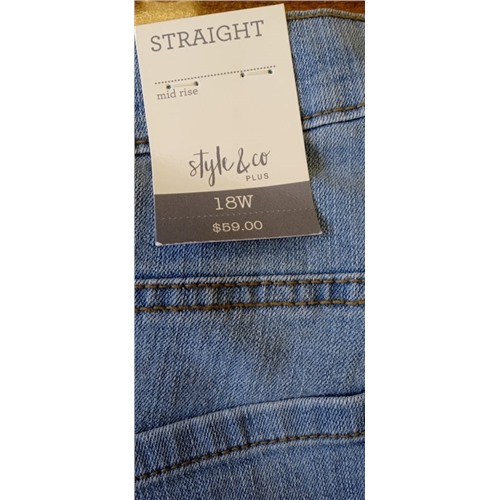 STRAIGHT
mid rise
style & co
PLUS
18W
$59.00